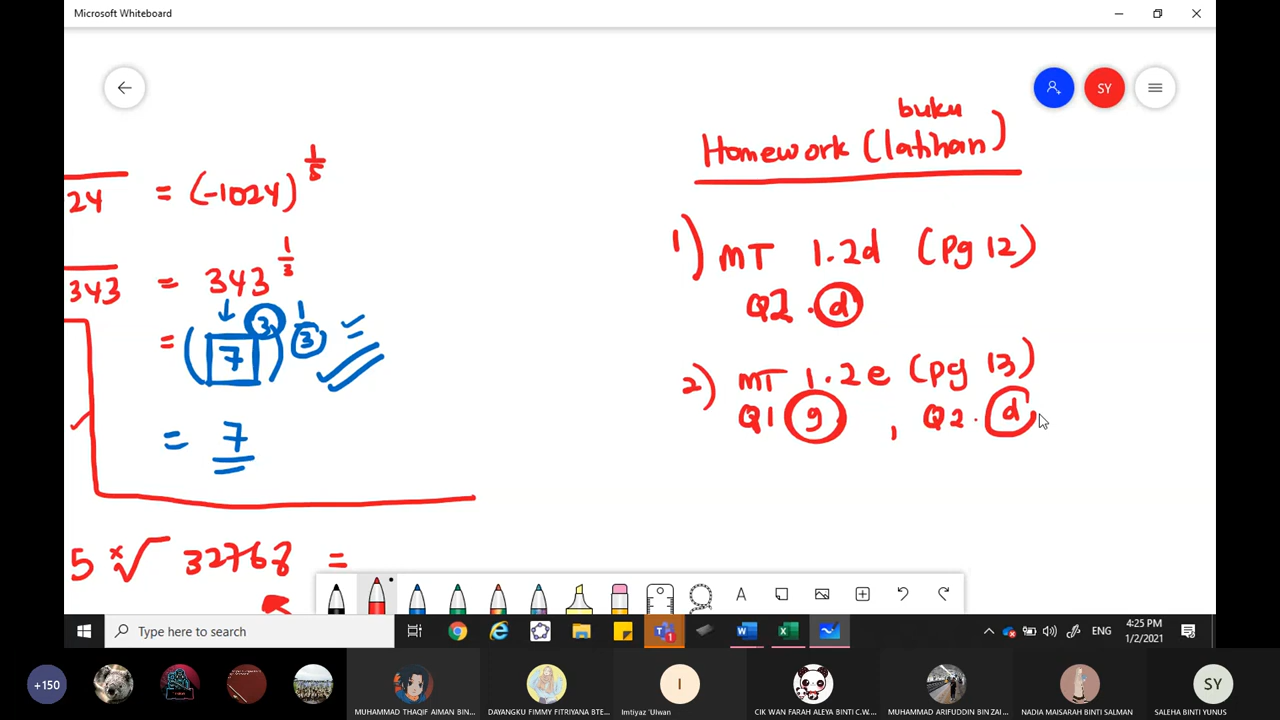 Microsoft Whiteboard
SY
24 = (-1024)^1/5
343 = 343^1/3
= (7^3)^1/3
= 7
5 x√ 32768 =
buku
Homework (latihan)
1) MT 1.2d (Pg 12)
Q2. d
2) MT 1.2e (pg 13)
Q1 g , Q2. d
A
Type here to search
ENG
4:25 PM
1/2/2021
+150
I
SY
MUHAMMAD THAQIF AIMAN BIN...
DAYANGKU FIMMY FITRIYANA BTE...
Imtiyaz 'Ulwan
CIK WAN FARAH ALEYA BINTI C.W...
MUHAMMAD ARIFUDDIN BIN ZAI...
NADIA MAISARAH BINTI SALMAN
SALEHA BINTI YUNUS